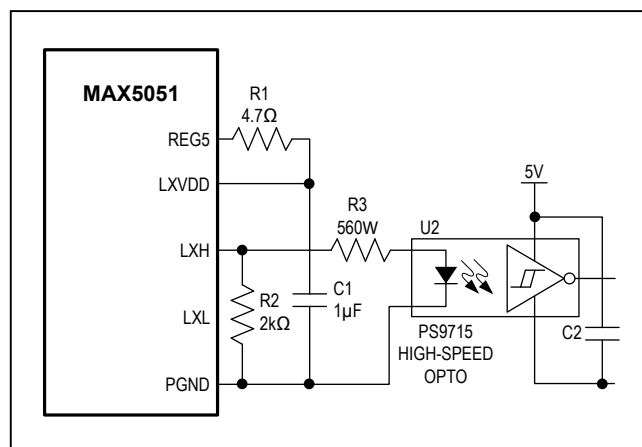 MAX5051
R1
4.7Ω
REG5
LXVDD
5V
R3
560W
U2
LXH
R2
2kΩ
C1
1µF
LXL
PS9715
HIGH-SPEED
OPTO
C2
PGND